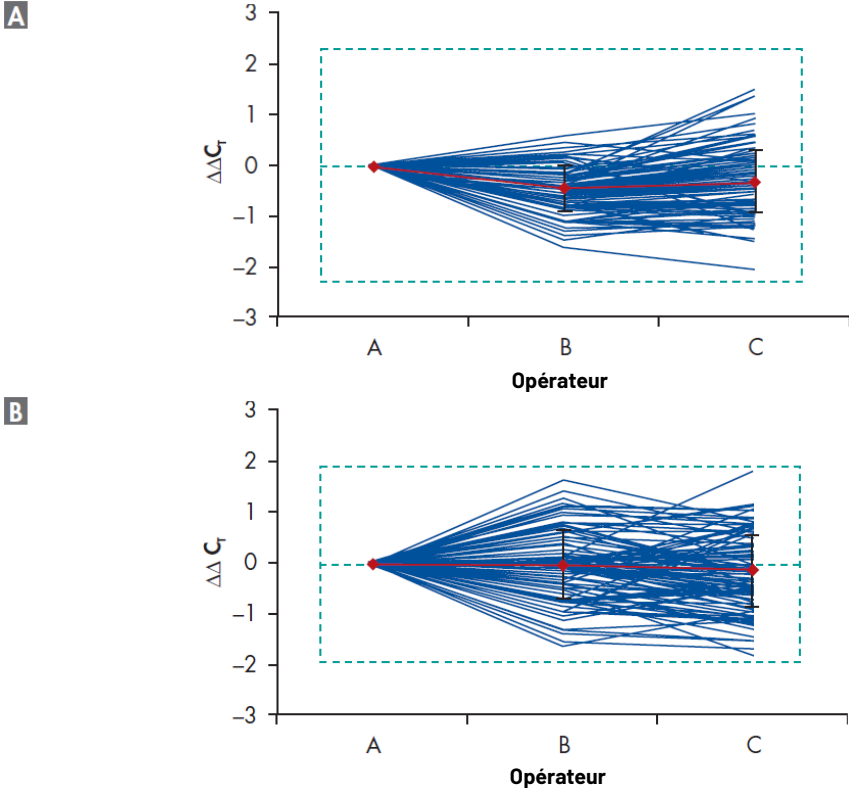 A
3
2
1
0
–1
–2
–3
ΔΔCT
A B C
Opérateur
B
3
2
1
0
–1
–2
–3
ΔΔ CT
A B C
Opérateur